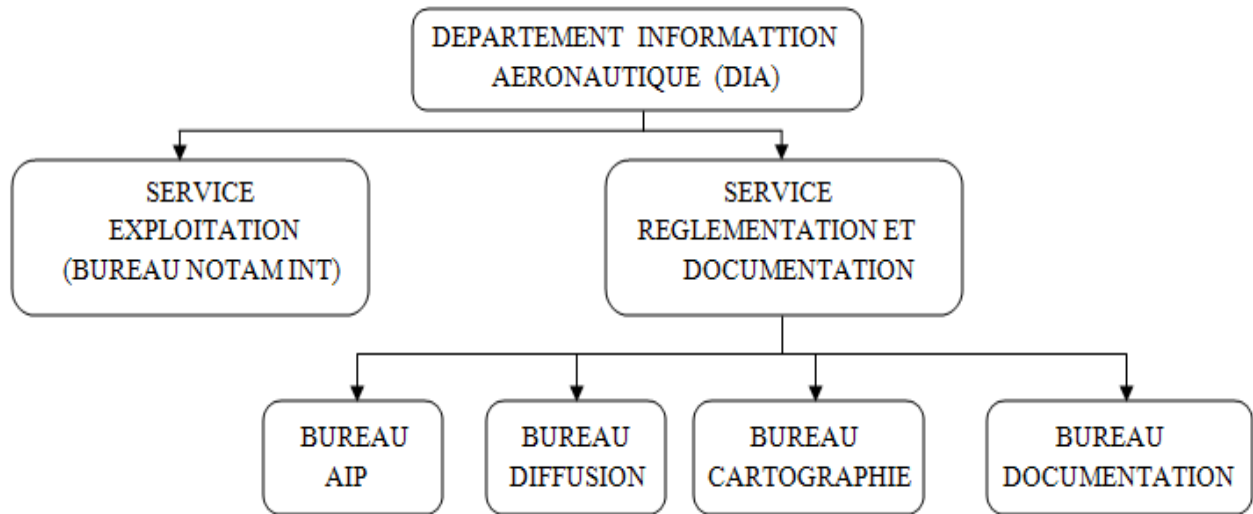 DEPARTEMENT INFORMATTION
AERONAUTIQUE (DIA)
SERVICE
EXPLOITATION
(BUREAU NOTAM INT)
SERVICE
REGLEMENTATION ET
DOCUMENTATION
BUREAU
AIP
BUREAU
DIFFUSION
BUREAU
CARTOGRAPHIE
BUREAU
DOCUMENTATION